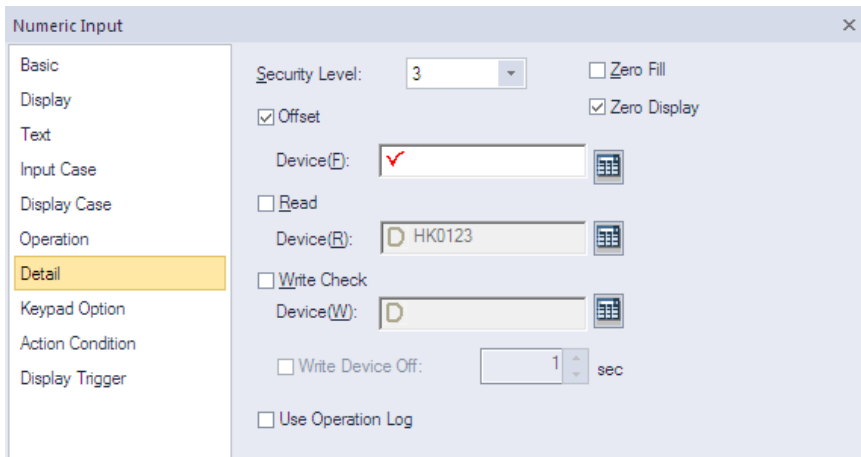 Numeric Input
Basic
Display
Text
Input Case
Display Case
Operation
Detail
Keypad Option
Action Condition
Display Trigger
Security Level: 3
Zero Fill
Offset
Zero Display
Device(F):
Read
Device(R): D HK0123
Write Check
Device(W): D
Write Device Off: 1 sec
Use Operation Log